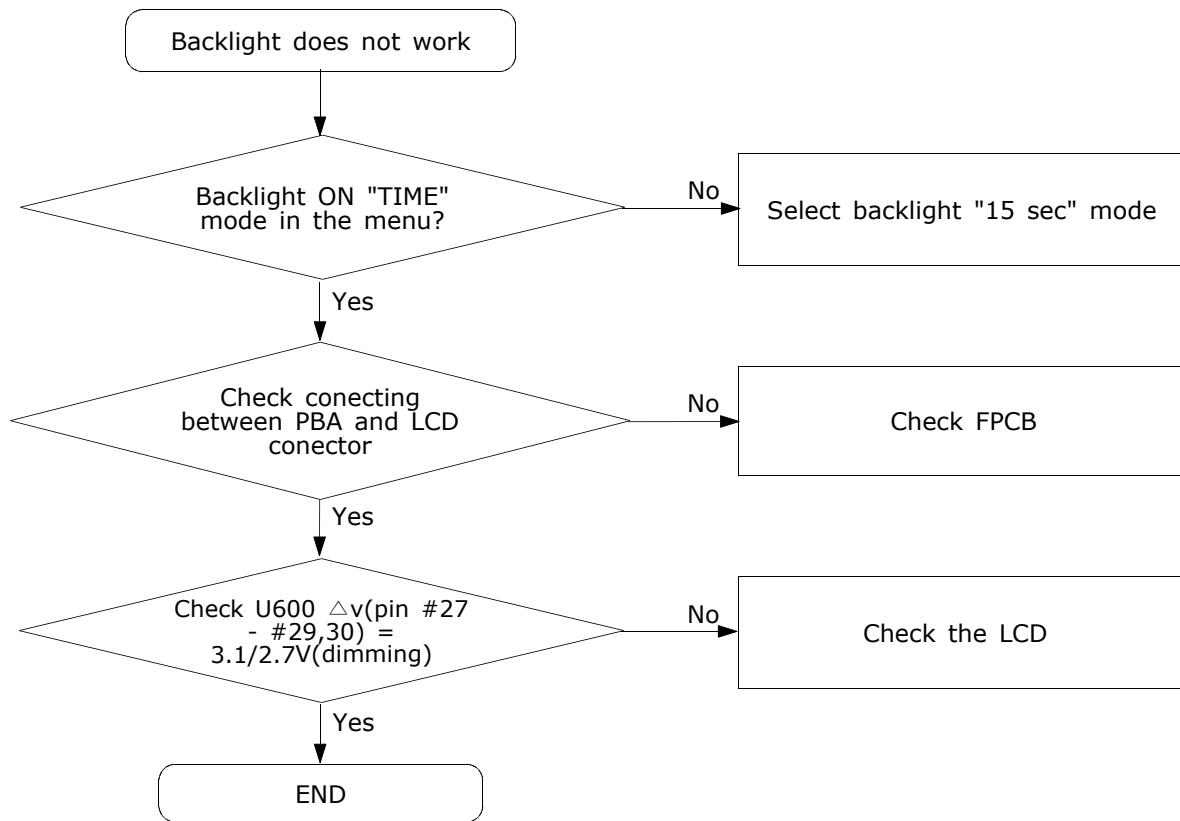 Backlight does not work
Backlight ON "TIME"
mode in the menu?
No
Select backlight "15 sec" mode
Yes
Check conecting
between PBA and LCD
conector
No
Check FPCB
Yes
Check U600 △v(pin #27
- #29,30) =
3.1/2.7V(dimming)
No
Check the LCD
Yes
END